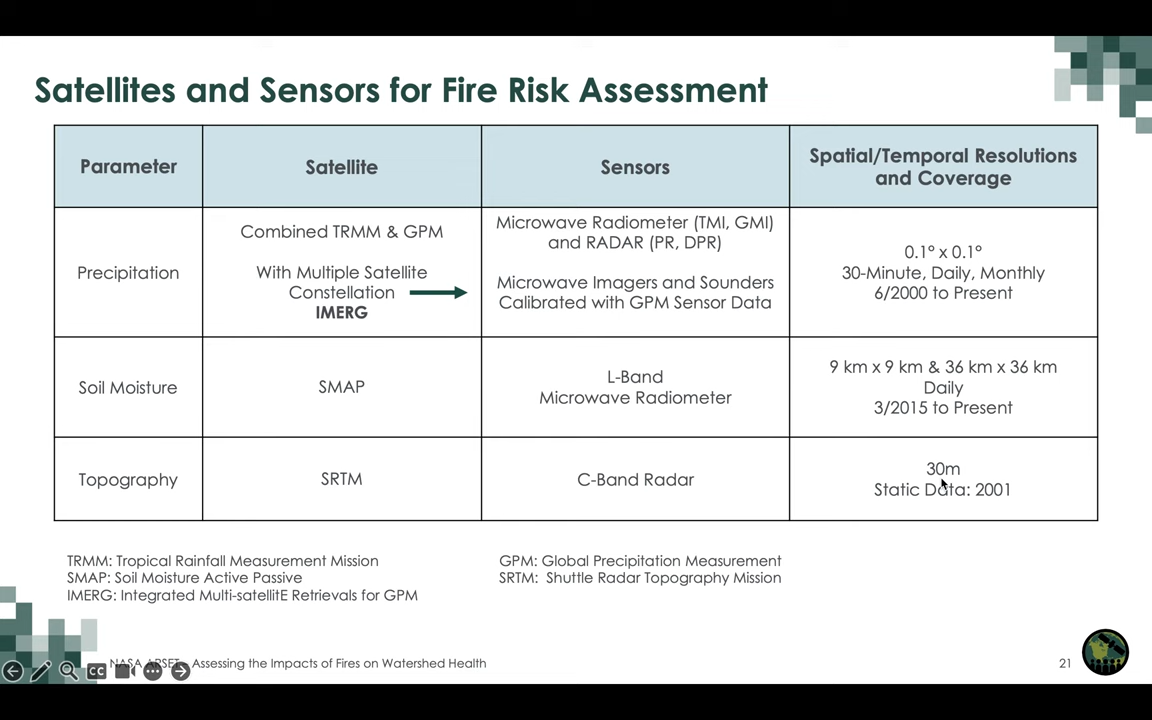 Satellites and Sensors for Fire Risk Assessment
Parameter
Satellite
Sensors
Spatial/Temporal Resolutions
and Coverage
Precipitation
Combined TRMM & GPM
With Multiple Satellite
Constellation
IMERG
Microwave Radiometer (TMI, GMI)
and RADAR (PR, DPR)
Microwave Imagers and Sounders
Calibrated with GPM Sensor Data
0.1° x 0.1°
30-Minute, Daily, Monthly
6/2000 to Present
Soil Moisture
SMAP
L-Band
Microwave Radiometer
9 km x 9 km & 36 km x 36 km
Daily
3/2015 to Present
Topography
SRTM
C-Band Radar
30m
Static Data: 2001
TRMM: Tropical Rainfall Measurement Mission
SMAP: Soil Moisture Active Passive
IMERG: Integrated Multi-satellitE Retrievals for GPM
GPM: Global Precipitation Measurement
SRTM: Shuttle Radar Topography Mission
CC
NASA ARSET – Assessing the Impacts of Fires on Watershed Health
21